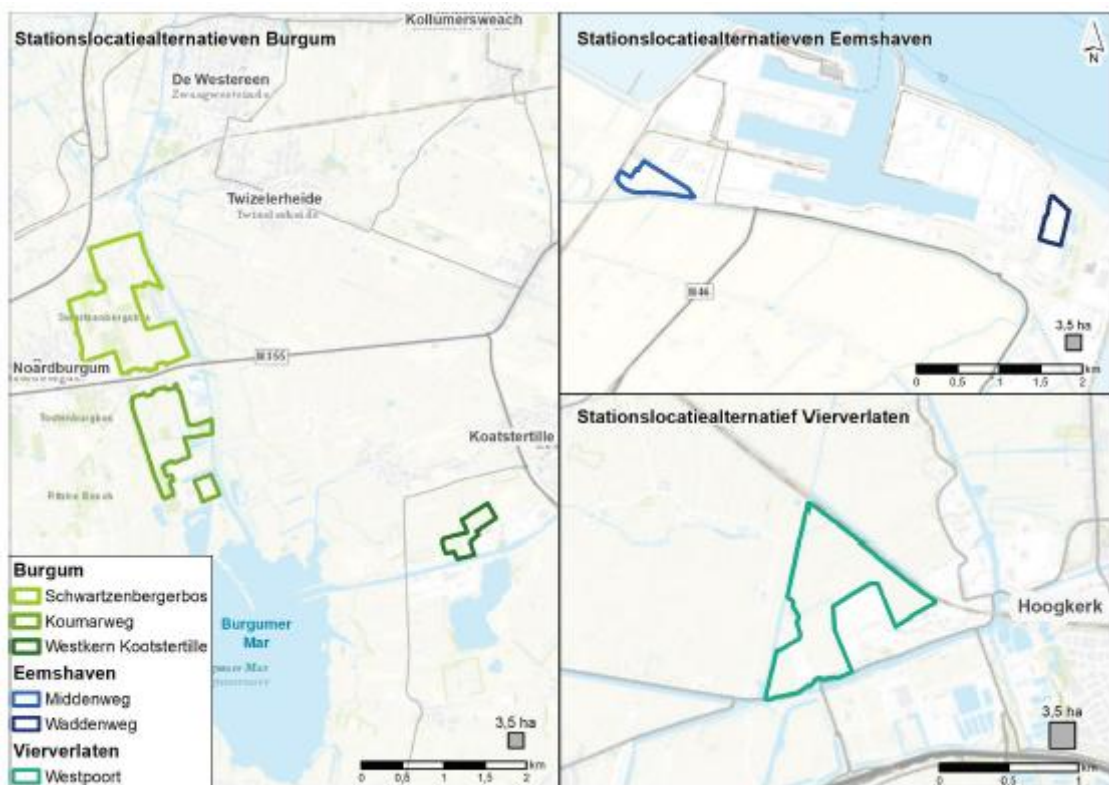 Stationslocatiealternatieven Burgum
Kollumersweach
De Westereen
Zwaagwesteinde
Twizelerheide
Noardburgum
N355
Koatstertille
Burgumer
Mar
3,5 ha
0 0,5 1 1,5 2
km
Burgum
Schwartzenbergerbos
Koumarweg
Westkern Kootstertille
Eemshaven
Middenweg
Waddenweg
Vierverlaten
Westpoort
Stationslocatiealternatieven Eemshaven
N
N46
3,5 ha
0 0,5 1 1,5 2
km
Stationslocatiealternatief Vierverlaten
Hoogkerk
3,5 ha
0 0,5 1
km